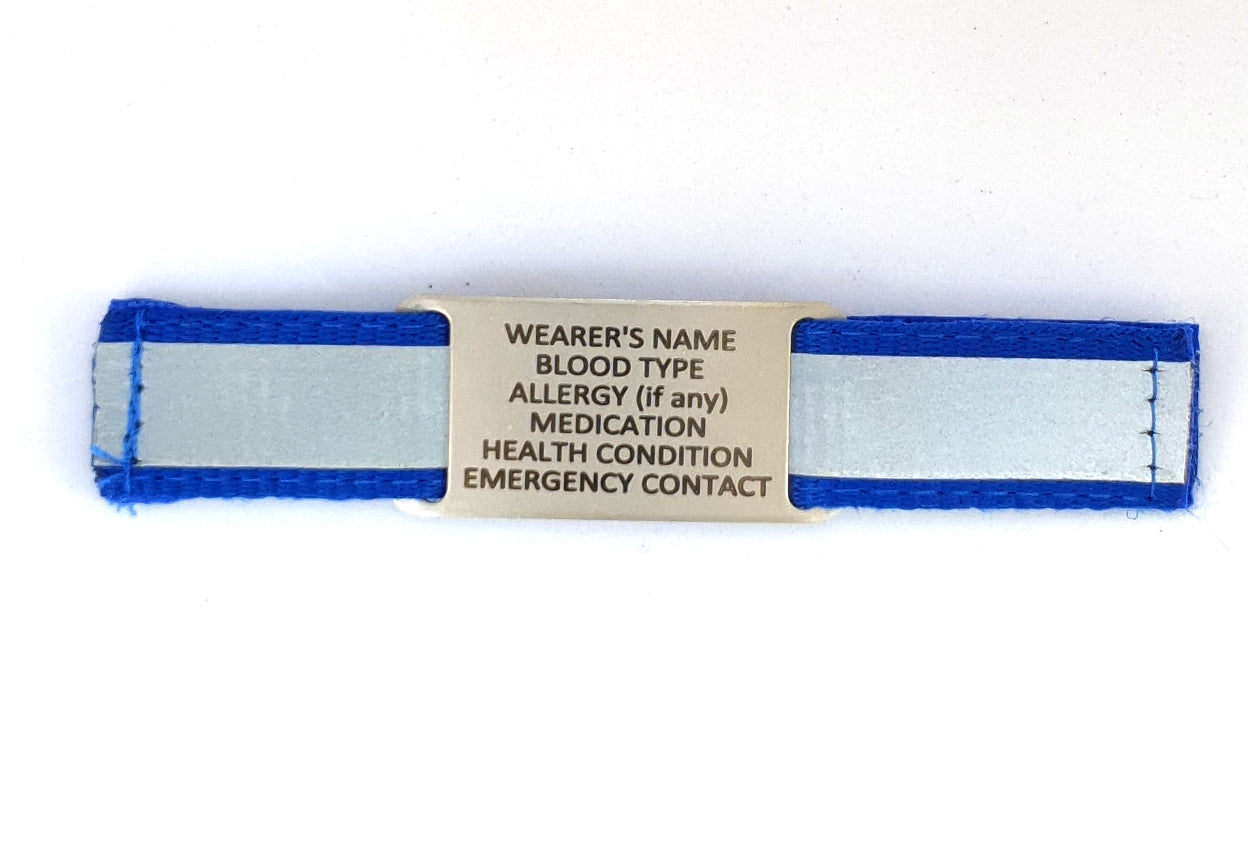 WEARER'S NAME
BLOOD TYPE
ALLERGY (if any)
MEDICATION
HEALTH CONDITION
EMERGENCY CONTACT